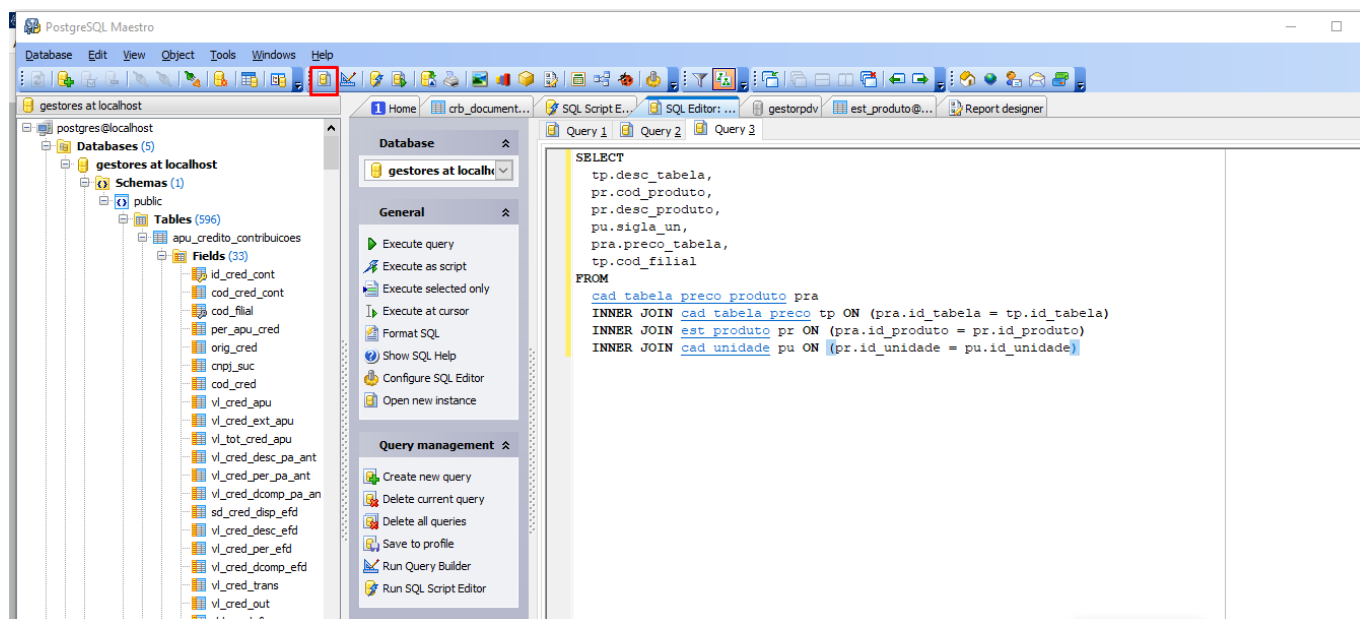 PostgreSQL Maestro
Database Edit View Object Tools Windows Help
gestores at localhost
1 Home crb_document... SQL Script E... SQL Editor: ... gestorpdv est_produto@... Report designer
postgres@localhost
Databases (5)
gestores at localhost
Schemas (1)
public
Tables (596)
apu_credito_contribuicoes
Fields (33)
id_cred_cont
cod_cred_cont
cod_filial
per_apu_cred
orig_cred
cnpj_suc
cod_cred
vl_cred_apu
vl_cred_ext_apu
vl_tot_cred_apu
vl_cred_desc_pa_ant
vl_cred_per_pa_ant
vl_cred_dcomp_pa_an
sd_cred_disp_efd
vl_cred_desc_efd
vl_cred_per_efd
vl_cred_dcomp_efd
vl_cred_trans
vl_cred_out
Database
gestores at localh
General
Execute query
Execute as script
Execute selected only
Execute at cursor
Format SQL
Show SQL Help
Configure SQL Editor
Open new instance
Query management
Create new query
Delete current query
Delete all queries
Save to profile
Run Query Builder
Run SQL Script Editor
Query 1 Query 2 Query 3
SELECT
tp.desc_tabela,
pr.cod_produto,
pr.desc_produto,
pu.sigla_un,
pra.preco_tabela,
tp.cod_filial
FROM
cad_tabela_preco_produto pra
INNER JOIN cad_tabela_preco tp ON (pra.id_tabela = tp.id_tabela)
INNER JOIN est_produto pr ON (pra.id_produto = pr.id_produto)
INNER JOIN cad_unidade pu ON (pr.id_unidade = pu.id_unidade)